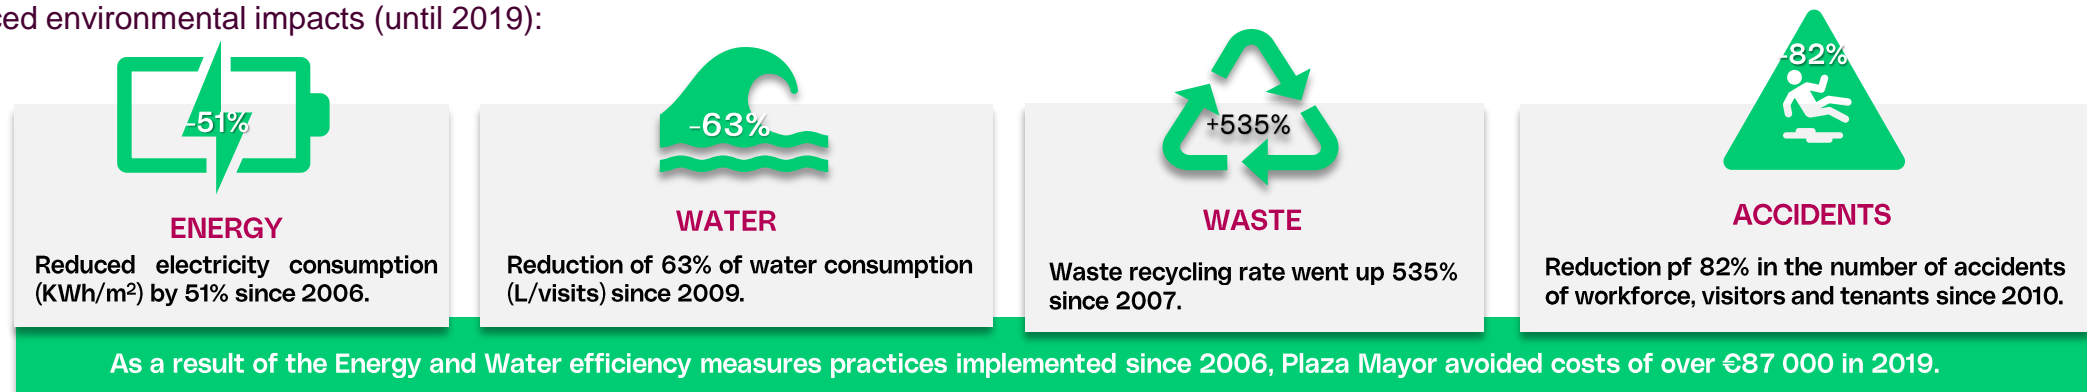 ced environmental impacts (until 2019):
-51%
ENERGY
Reduced electricity consumption
(KWh/m²) by 51% since 2006.
-63%
WATER
Reduction of 63% of water consumption
(L/visits) since 2009.
+535%
WASTE
Waste recycling rate went up 535%
since 2007.
-82%
ACCIDENTS
Reduction pf 82% in the number of accidents
of workforce, visitors and tenants since 2010.
As a result of the Energy and Water efficiency measures practices implemented since 2006, Plaza Mayor avoided costs of over €87 000 in 2019.